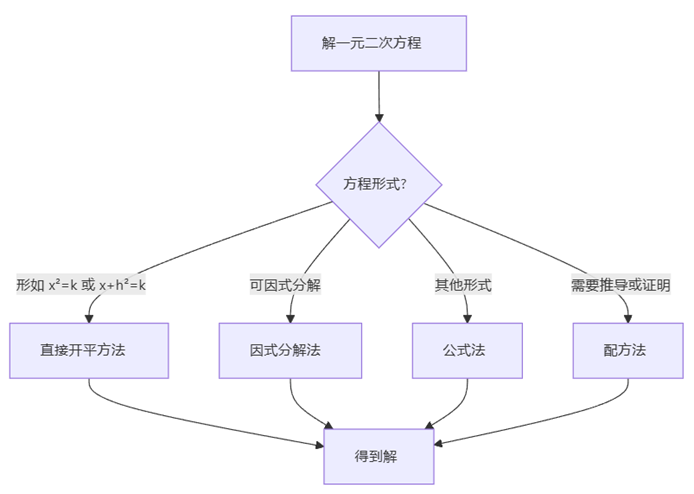 解一元二次方程
方程形式?
形如 x²=k 或 x+h²=k
可因式分解
其他形式
需要推导或证明
直接开平方法
因式分解法
公式法
配方法
得到解